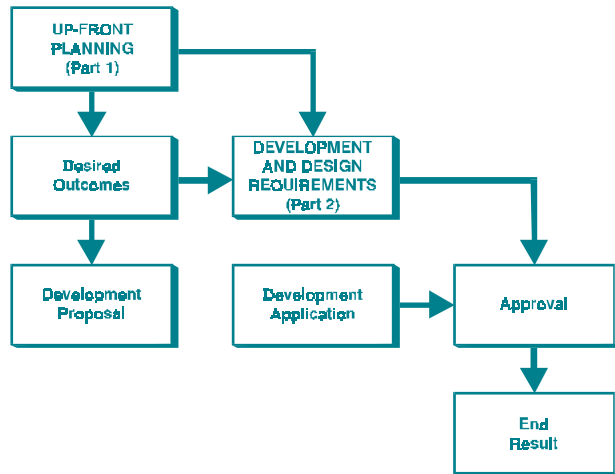 UP-FRONT
PLANNING
(Part 1)
Desired
Outcomes
DEVELOPMENT
AND DESIGN
REQUIREMENTS
(Part 2)
Development
Proposal
Development
Application
Approval
End
Result